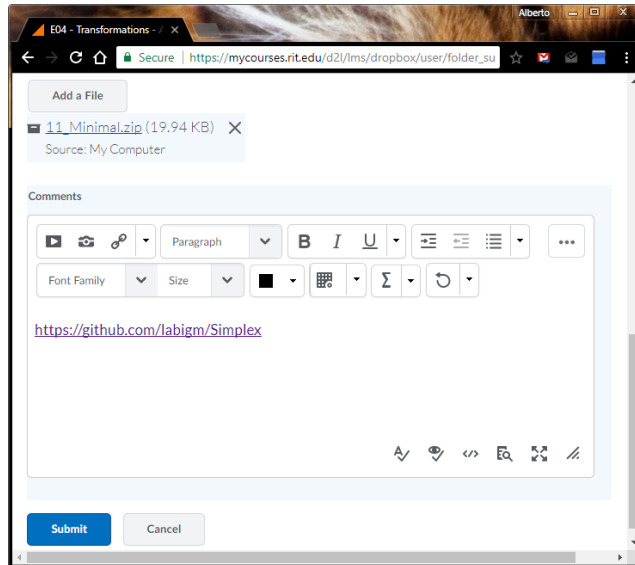 Alberto
E04 - Transformations - A
Secure | https://mycourses.rit.edu/d2l/lms/dropbox/user/folder_su
Add a File
11_Minimal.zip (19.94 KB)
Source: My Computer
Comments
Paragraph B I U
Font Family Size Σ
https://github.com/labigm/Simplex
Submit Cancel